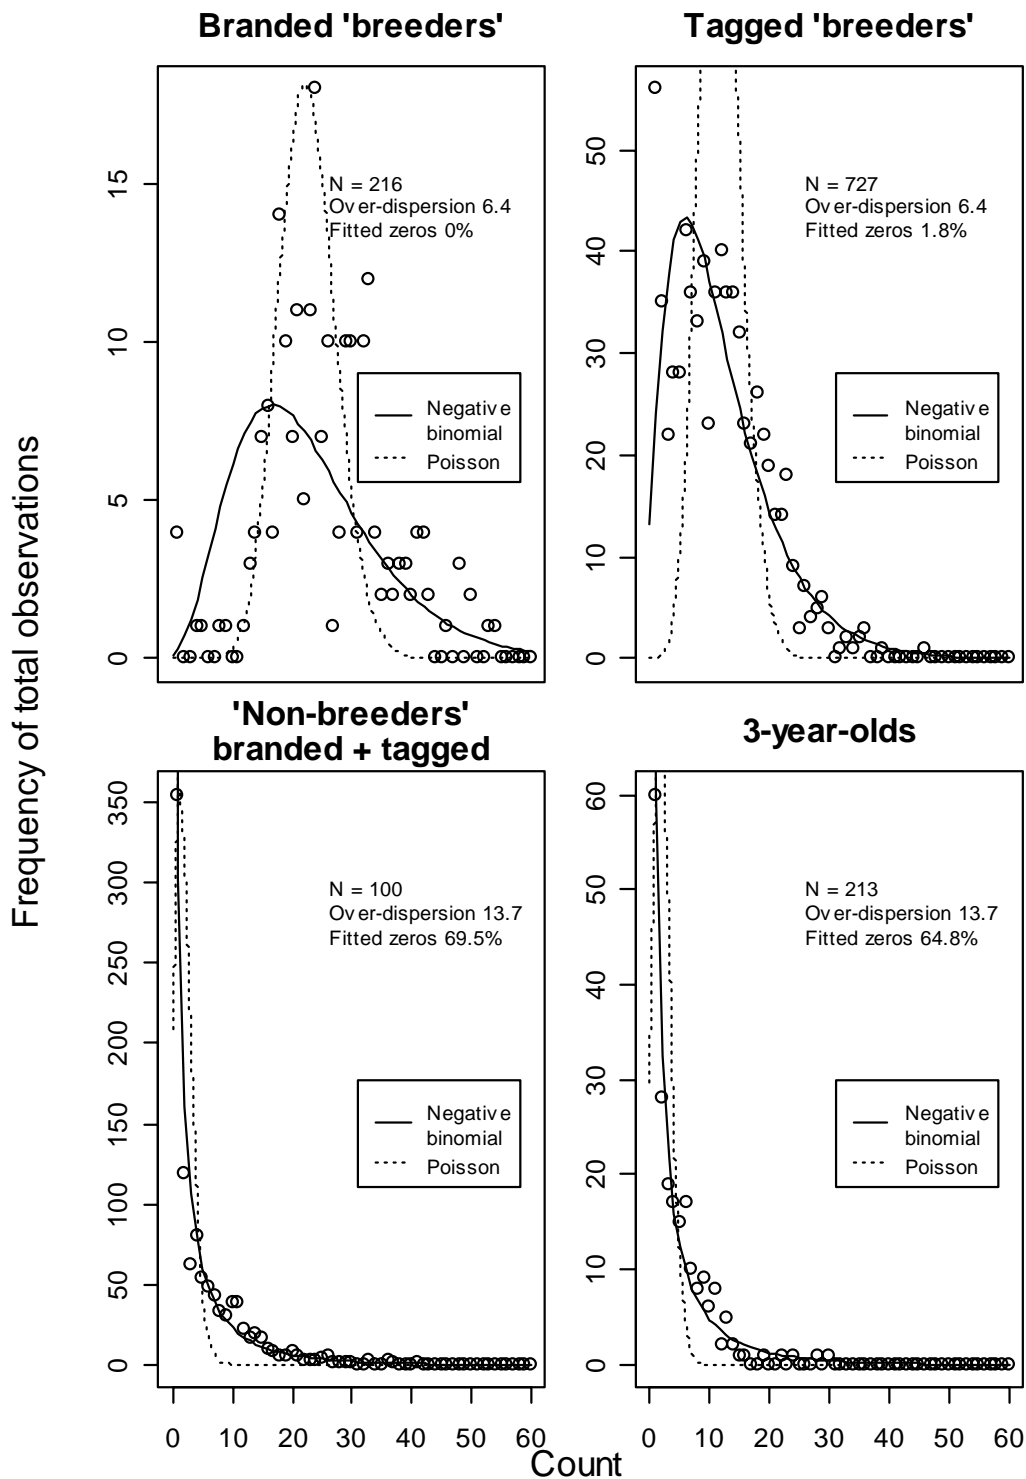 Branded 'breeders'
Tagged 'breeders'
Frequency of total observations
15
10
5
0
N = 216
Over-dispersion 6.4
Fitted zeros 0%
Negative
binomial
Poisson
50
40
30
20
10
0
N = 727
Over-dispersion 6.4
Fitted zeros 1.8%
Negative
binomial
Poisson
'Non-breeders'
branded + tagged
3-year-olds
350
300
250
200
150
100
50
0
N = 100
Over-dispersion 13.7
Fitted zeros 69.5%
Negative
binomial
Poisson
0 10 20 30 40 50 60
60
50
40
30
20
10
0
N = 213
Over-dispersion 13.7
Fitted zeros 64.8%
Negative
binomial
Poisson
0 10 20 30 40 50 60
Count